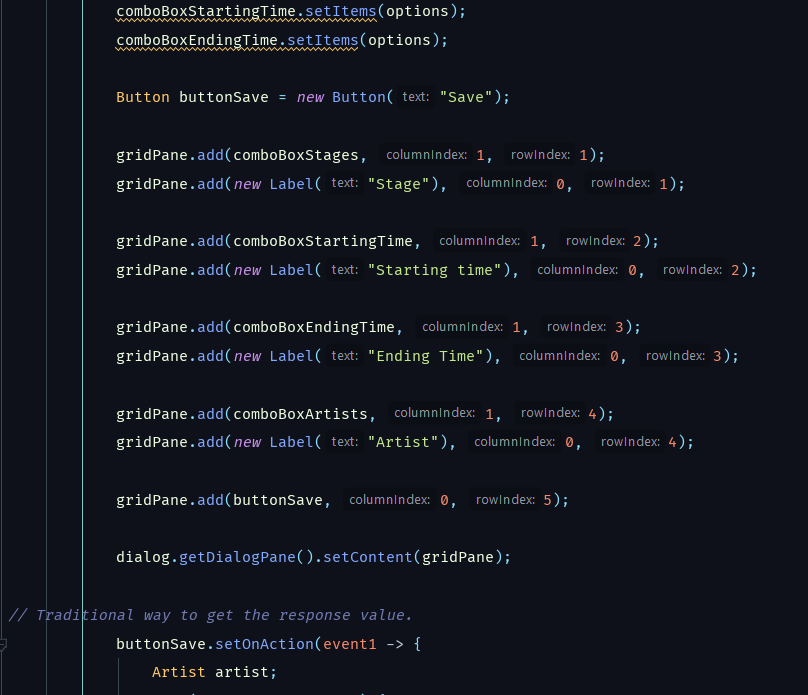 comboBoxStartingTime.setItems(options);
comboBoxEndingTime.setItems(options);
Button buttonSave = new Button( text: "Save");
gridPane.add(comboBoxStages, columnIndex: 1, rowIndex: 1);
gridPane.add(new Label( text: "Stage"), columnIndex: 0, rowIndex: 1);
gridPane.add(comboBoxStartingTime, columnIndex: 1, rowIndex: 2);
gridPane.add(new Label( text: "Starting time"), columnIndex: 0, rowIndex: 2);
gridPane.add(comboBoxEndingTime, columnIndex: 1, rowIndex: 3);
gridPane.add(new Label( text: "Ending Time"), columnIndex: 0, rowIndex: 3);
gridPane.add(comboBoxArtists, columnIndex: 1, rowIndex: 4);
gridPane.add(new Label( text: "Artist"), columnIndex: 0, rowIndex: 4);
gridPane.add(buttonSave, columnIndex: 0, rowIndex: 5);
dialog.getDialogPane().setContent(gridPane);
// Traditional way to get the response value.
buttonSave.setOnAction(event1 -> {
Artist artist;